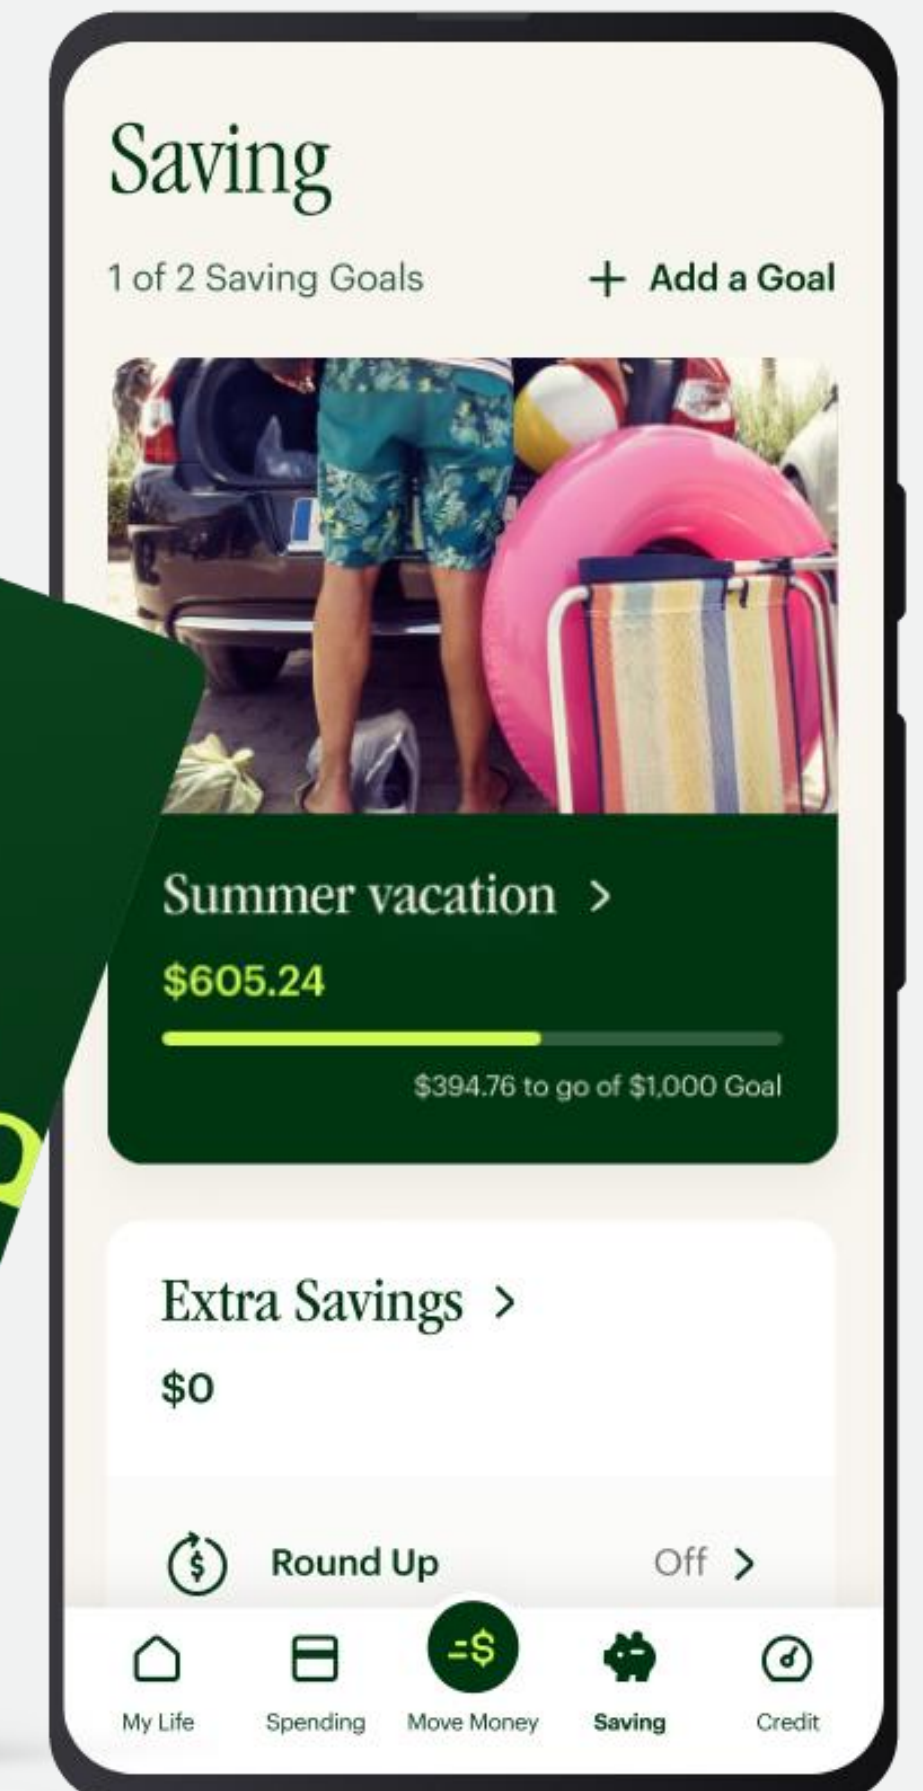 Saving
1 of 2 Saving Goals
+ Add a Goal
Summer vacation >
$605.24
$394.76 to go of $1,000 Goal
Extra Savings >
$0
Round Up Off >
My Life Spending Move Money Saving Credit